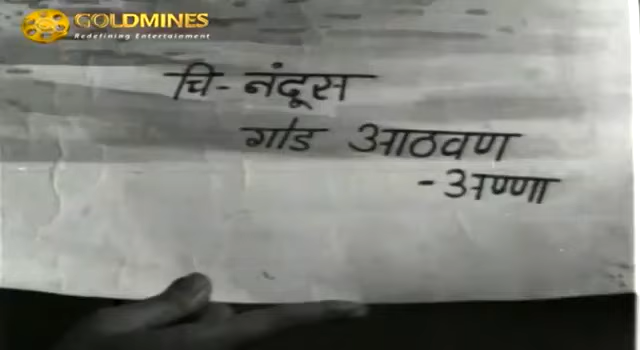 GOLDMINES
Redefining Entertainment
चि- नंदूस
गोड आठवण
- अण्णा